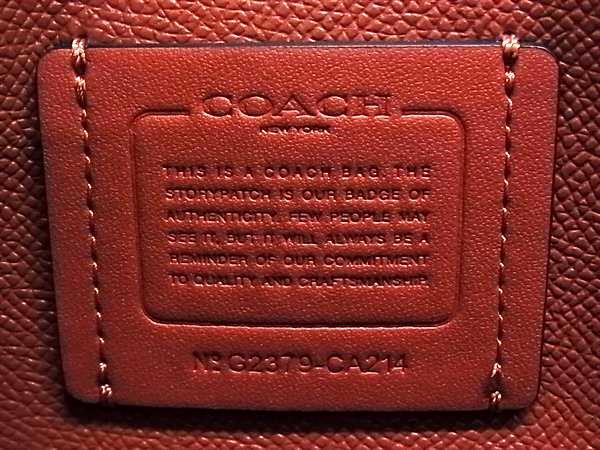 COACH
NEW YORK
THIS IS A COACH BAG. THE
STORYPATCH IS OUR BADGE OF
AUTHENTICITY. FEW PEOPLE MAY
SEE IT, BUT IT WILL ALWAYS BE A
REMINDER OF OUR COMMITMENT
TO QUALITY AND CRAFTSMANSHIP.
Nº G2379-CA214